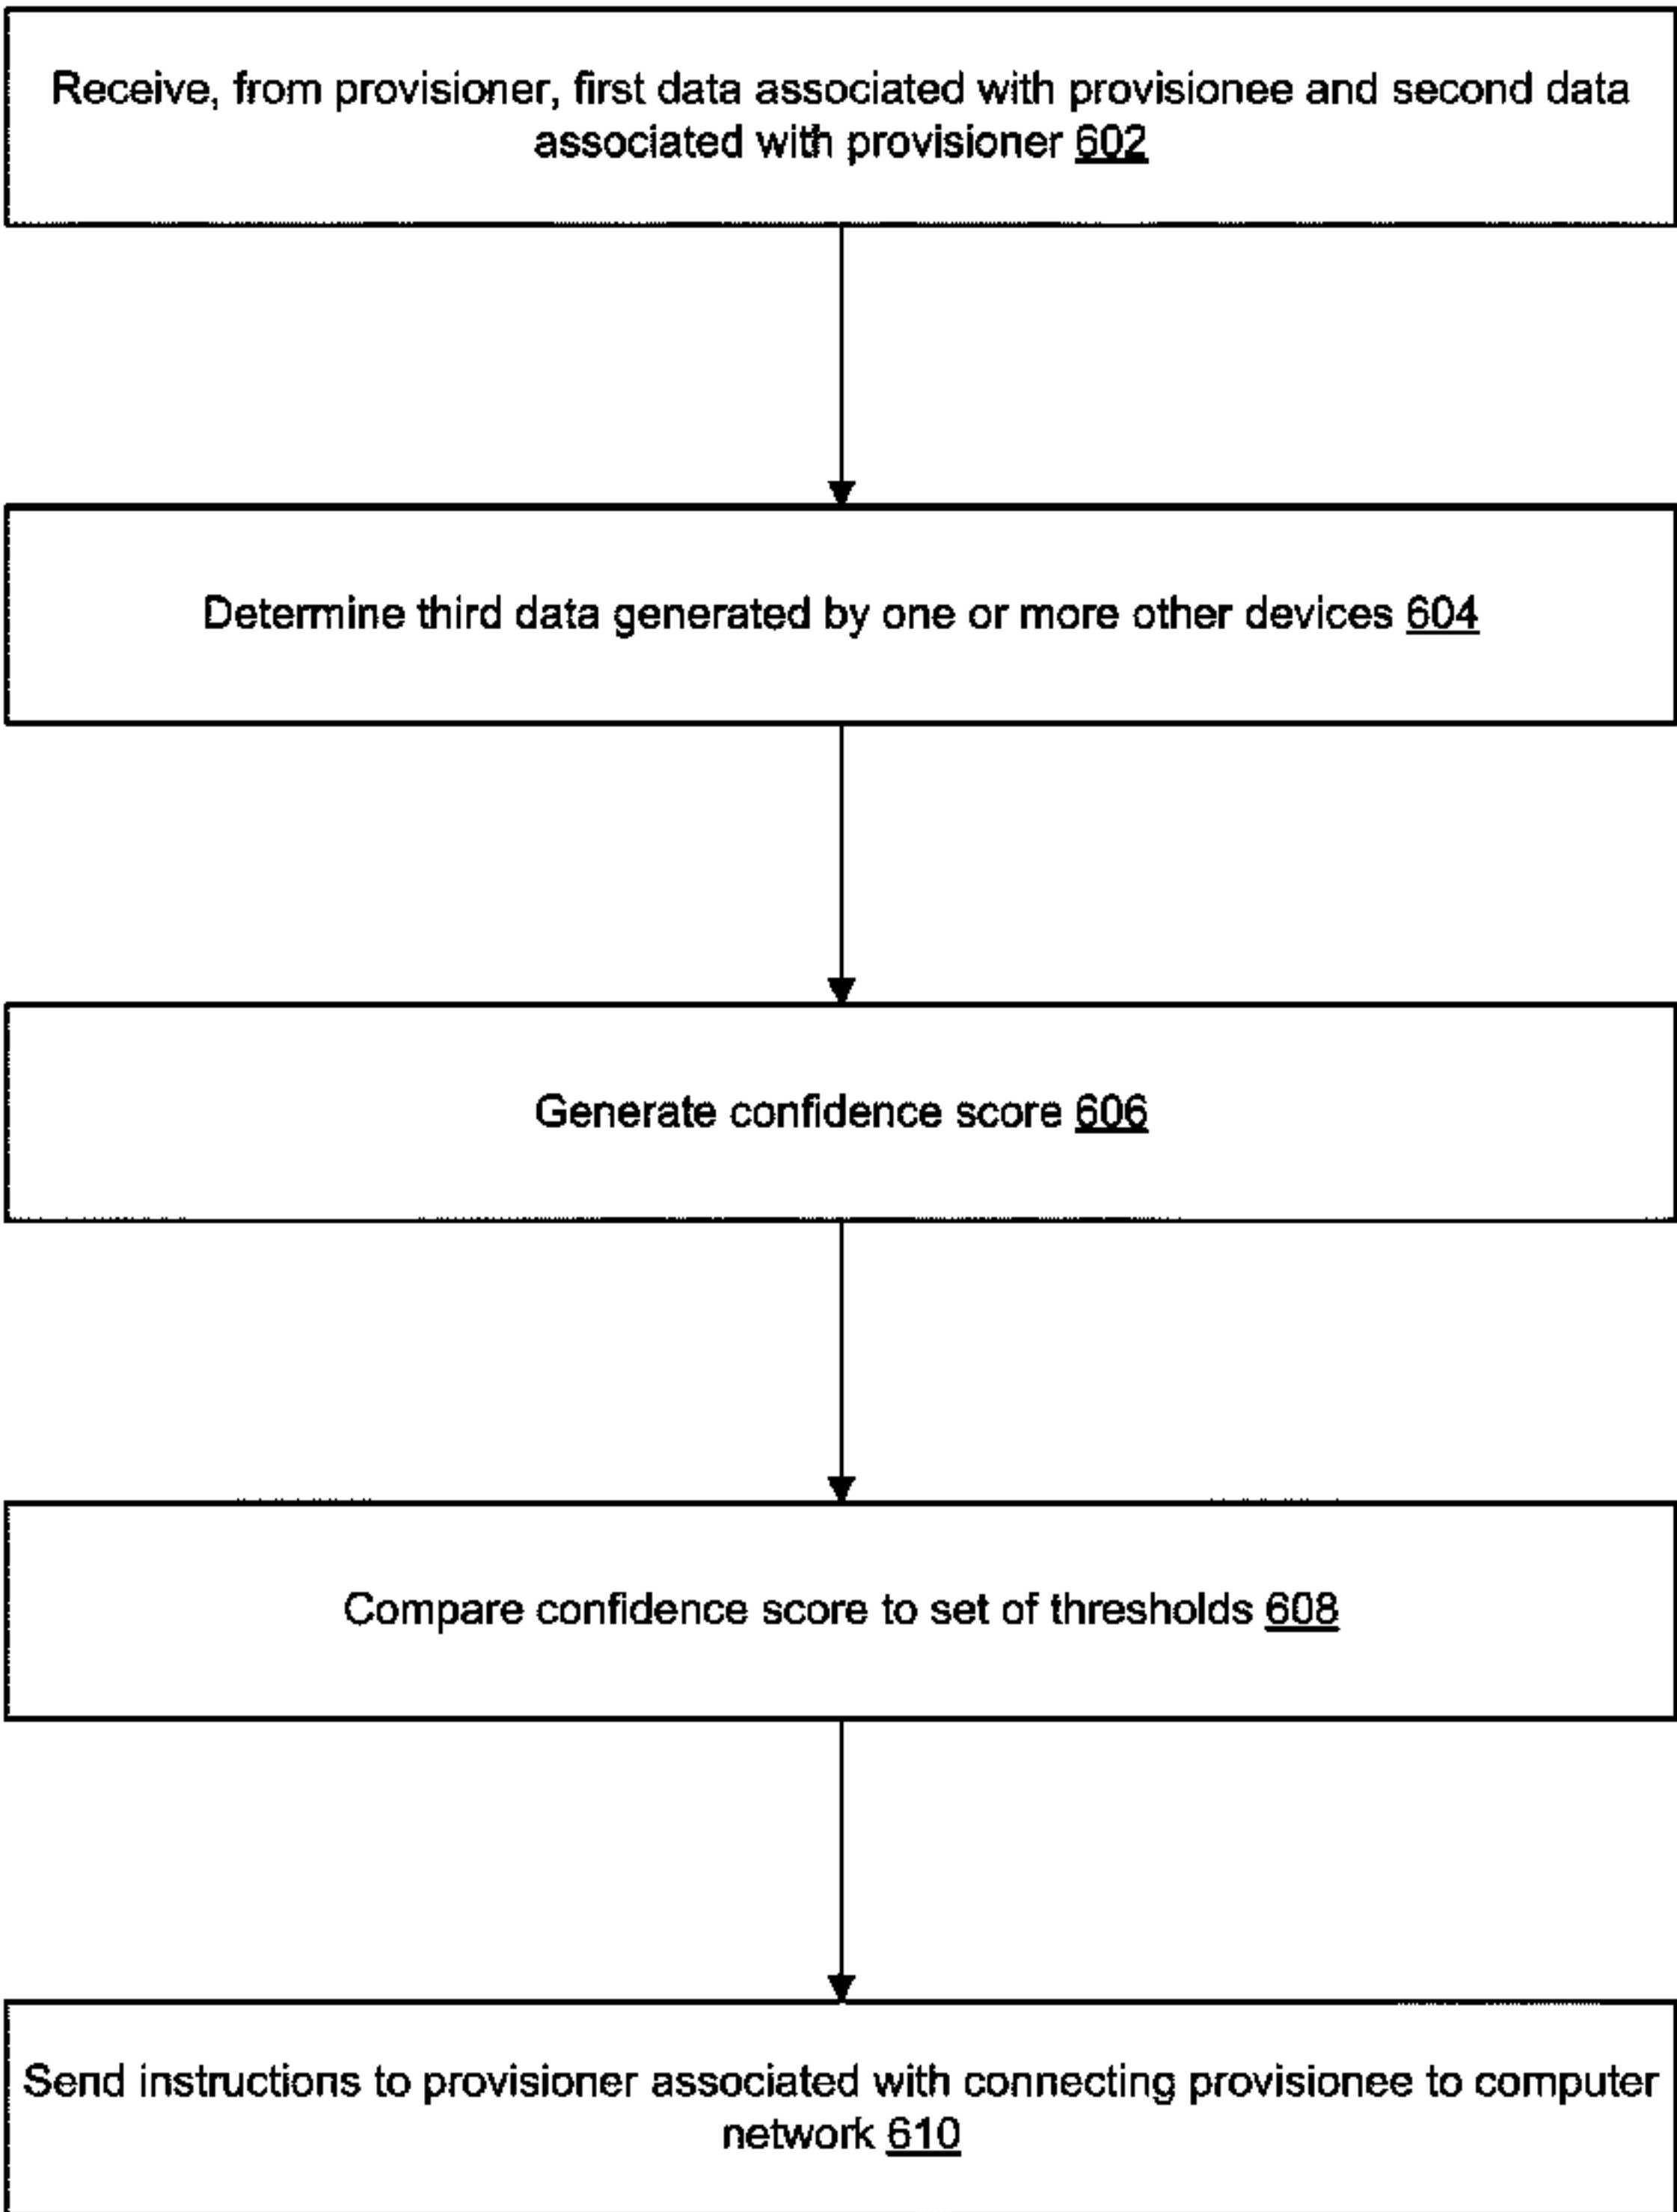 Receive, from provisioner, first data associated with provisionee and second data
associated with provisioner 602
Determine third data generated by one or more other devices 604
Generate confidence score 606
Compare confidence score to set of thresholds 608
Send instructions to provisioner associated with connecting provisionee to computer
network 610